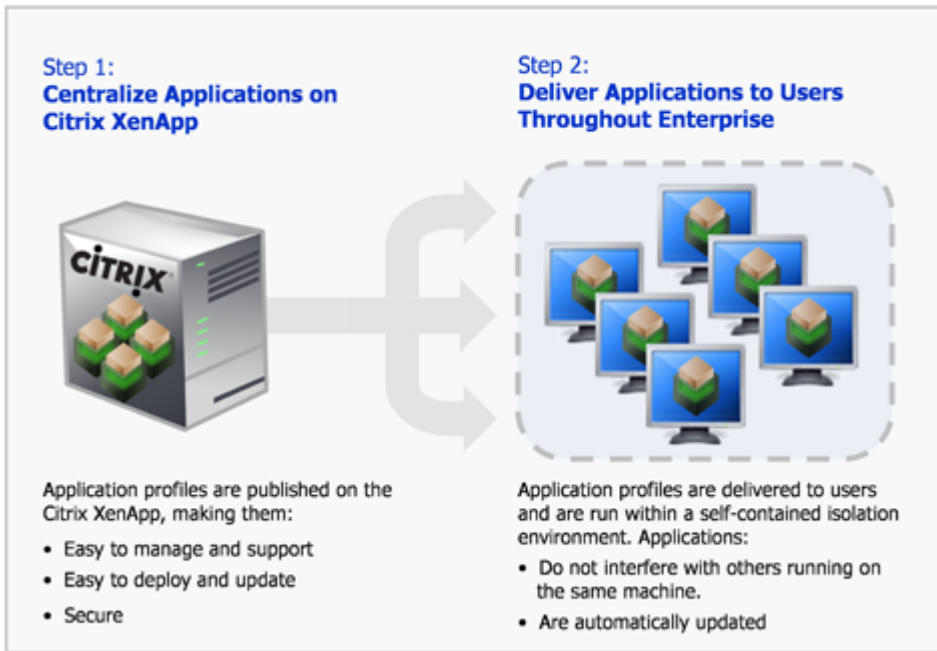 Step 1:
Centralize Applications on
Citrix XenApp
CiTRIX®
Application profiles are published on the
Citrix XenApp, making them:
• Easy to manage and support
• Easy to deploy and update
• Secure
Step 2:
Deliver Applications to Users
Throughout Enterprise
Application profiles are delivered to users
and are run within a self-contained isolation
environment. Applications:
• Do not interfere with others running on
the same machine.
• Are automatically updated